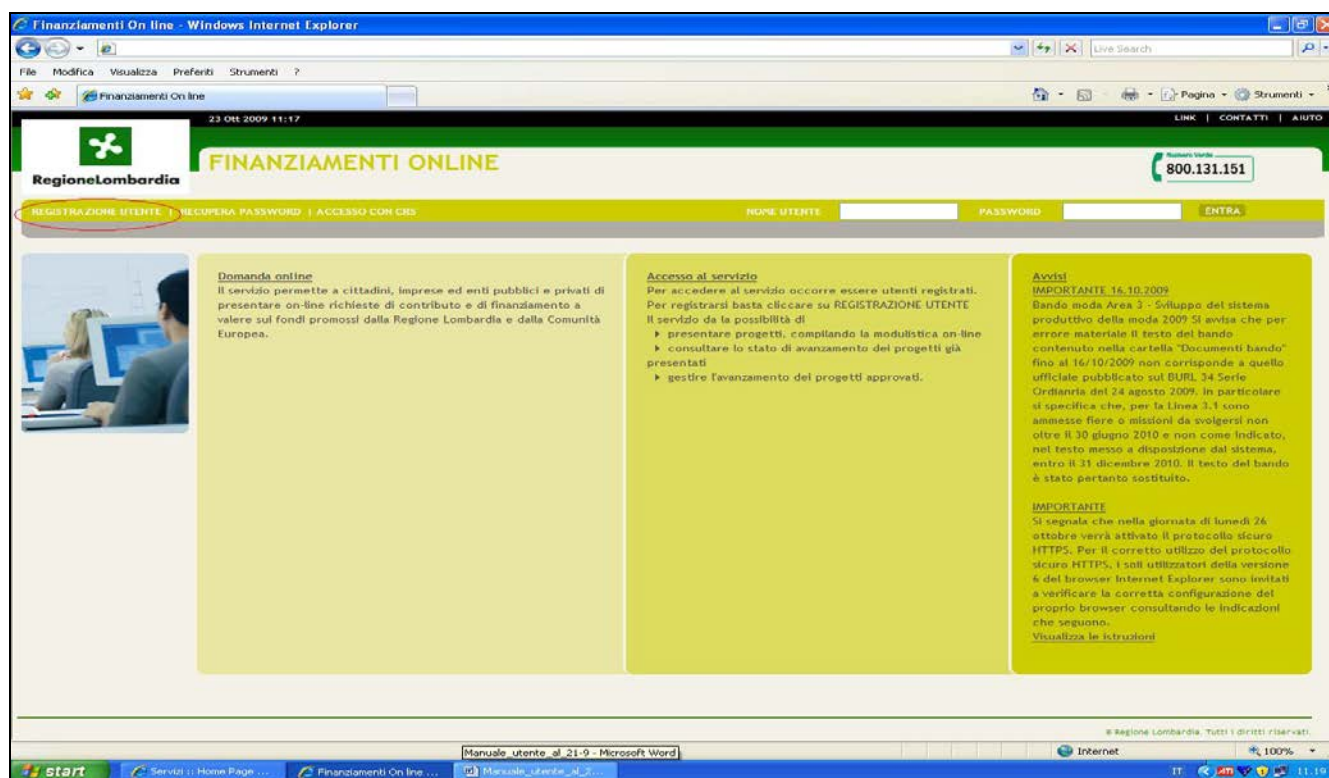 Finanziamenti On line - Windows Internet Explorer
Live Search
File Modifica Visualizza Preferiti Strumenti ?
Finanziamenti On line
Pagina Strumenti
23 Ott 2009 11:17
LINK | CONTATTI | AIUTO
RegioneLombardia
FINANZIAMENTI ONLINE
Numero Verde
800.131.151
REGISTRAZIONE UTENTE | RECUPERA PASSWORD | ACCESSO CON CRS
NOME UTENTE
PASSWORD
ENTRA
Domanda online
Il servizio permette a cittadini, imprese ed enti pubblici e privati di
presentare on-line richieste di contributo e di finanziamento a
valere sui fondi promossi dalla Regione Lombardia e dalla Comunità
Europea.
Accesso al servizio
Per accedere al servizio occorre essere utenti registrati.
Per registrarsi basta cliccare su REGISTRAZIONE UTENTE
Il servizio da la possibilità di
presentare progetti, compilando la modulistica on-line
consultare lo stato di avanzamento dei progetti già
presentati
gestire l'avanzamento dei progetti approvati.
Avvisi
IMPORTANTE 16.10.2009
Bando moda Area 3 - Sviluppo del sistema
produttivo della moda 2009 Si avvisa che per
errore materiale il testo del bando
contenuto nella cartella "Documenti bando"
fino al 16/10/2009 non corrisponde a quello
ufficiale pubblicato sul BURL 34 Serie
Ordianria del 24 agosto 2009. In particolare
si specifica che, per la Linea 3.1 sono
ammesse fiere o missioni da svolgersi non
oltre il 30 giugno 2010 e non come indicato,
nel testo messo a disposizione dal sistema,
entro il 31 dicembre 2010. Il testo del bando
è stato pertanto sostituito.
IMPORTANTE
Si segnala che nella giornata di lunedì 26
ottobre verrà attivato il protocollo sicuro
HTTPS. Per il corretto utilizzo del protocollo
sicuro HTTPS, i soli utilizzatori della versione
6 del browser Internet Explorer sono invitati
a verificare la corretta configurazione del
proprio browser consultando le indicazioni
che seguono.
Visualizza le istruzioni
© Regione Lombardia. Tutti i diritti riservati.
Manuale_utente_al_21-9 - Microsoft Word
Internet
100%
start
Servizi :: Home Page ...
Finanziamenti On line ...
Manuale_utente_al_2...
IT
11.19